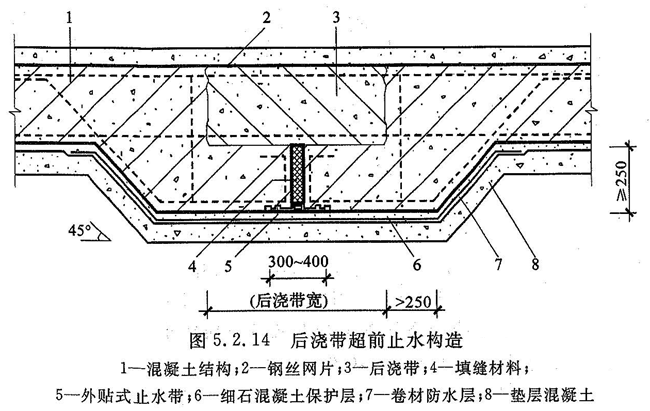 1 2 3
≥250
45°
4 5 6 7 8
300~400
(后浇带宽) >250
图 5.2.14 后浇带超前止水构造
1—混凝土结构;2—钢丝网片;3—后浇带;4—填缝材料;
5—外贴式止水带;6—细石混凝土保护层;7—卷材防水层;8—垫层混凝土